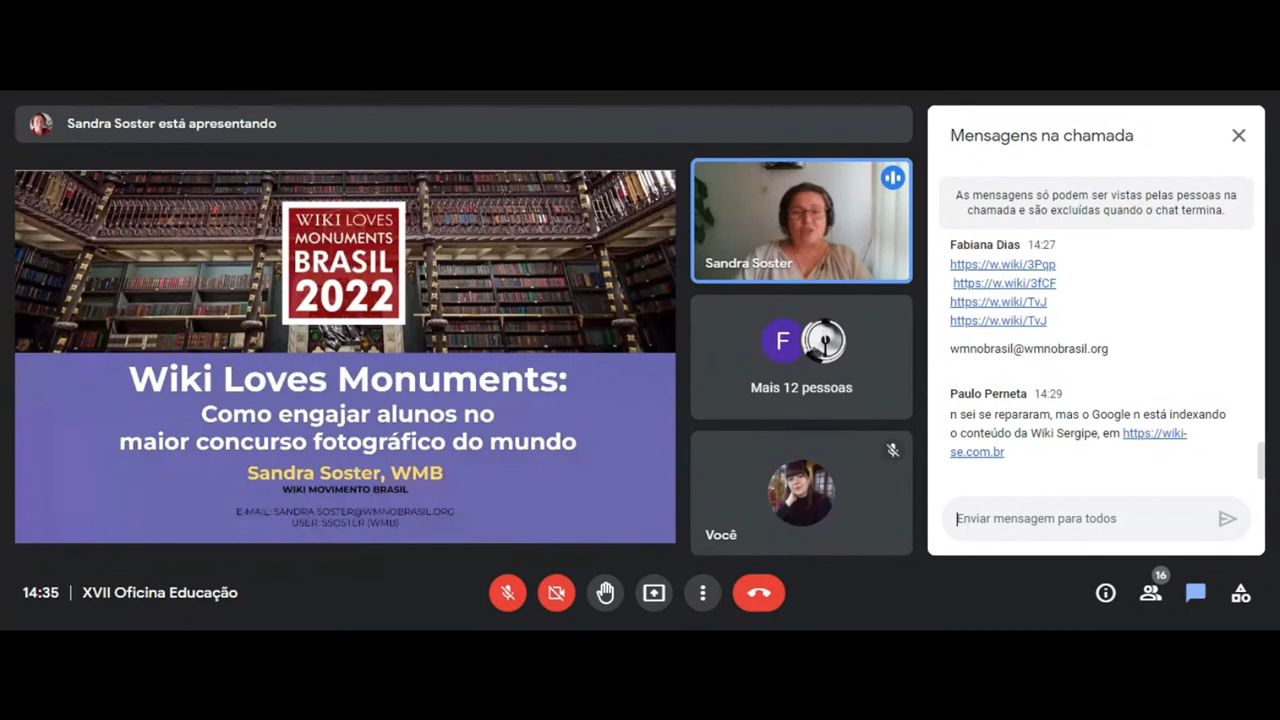 Sandra Soster está apresentando
WIKI LOVES
MONUMENTS
BRASIL
2022
Wiki Loves Monuments:
Como engajar alunos no
maior concurso fotográfico do mundo
Sandra Soster, WMB
WIKI MOVIMENTO BRASIL
E-MAIL: SANDRA.SOSTER@WMNOBRASIL.ORG
USER: SSOSTER (WMB)
Sandra Soster
F
Mais 12 pessoas
Você
Mensagens na chamada
As mensagens só podem ser vistas pelas pessoas na
chamada e são excluídas quando o chat termina.
Fabiana Dias 14:27
https://w.wiki/3Pqp
https://w.wiki/3fCF
https://w.wiki/TvJ
https://w.wiki/TvJ
wmnobrasil@wmnobrasil.org
Paulo Perneta 14:29
n sei se repararam, mas o Google n está indexando
o conteúdo da Wiki Sergipe, em https://wiki-
se.com.br
Enviar mensagem para todos
14:35 | XVII Oficina Educação
16